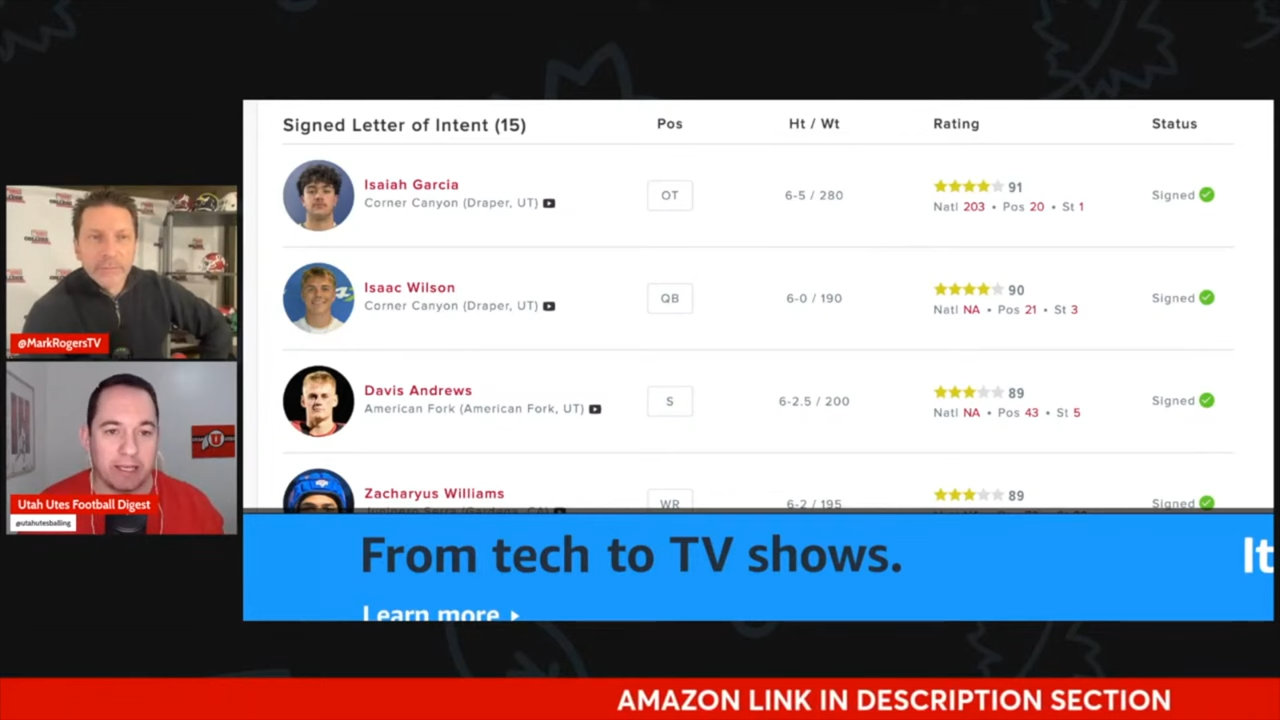 Signed Letter of Intent (15) Pos Ht / Wt Rating Status
Isaiah Garcia
Corner Canyon (Draper, UT)
OT
6-5 / 280
91
Natl 203 • Pos 20 • St 1
Signed
Isaac Wilson
Corner Canyon (Draper, UT)
QB
6-0 / 190
90
Natl NA • Pos 21 • St 3
Signed
Davis Andrews
American Fork (American Fork, UT)
S
6-2.5 / 200
89
Natl NA • Pos 43 • St 5
Signed
Zacharyus Williams
WR
6-2 / 195
89
Signed
@MarkRogersTV
Utah Utes Football Digest
@utahutesballing
From tech to TV shows.
It
Learn more
AMAZON LINK IN DESCRIPTION SECTION